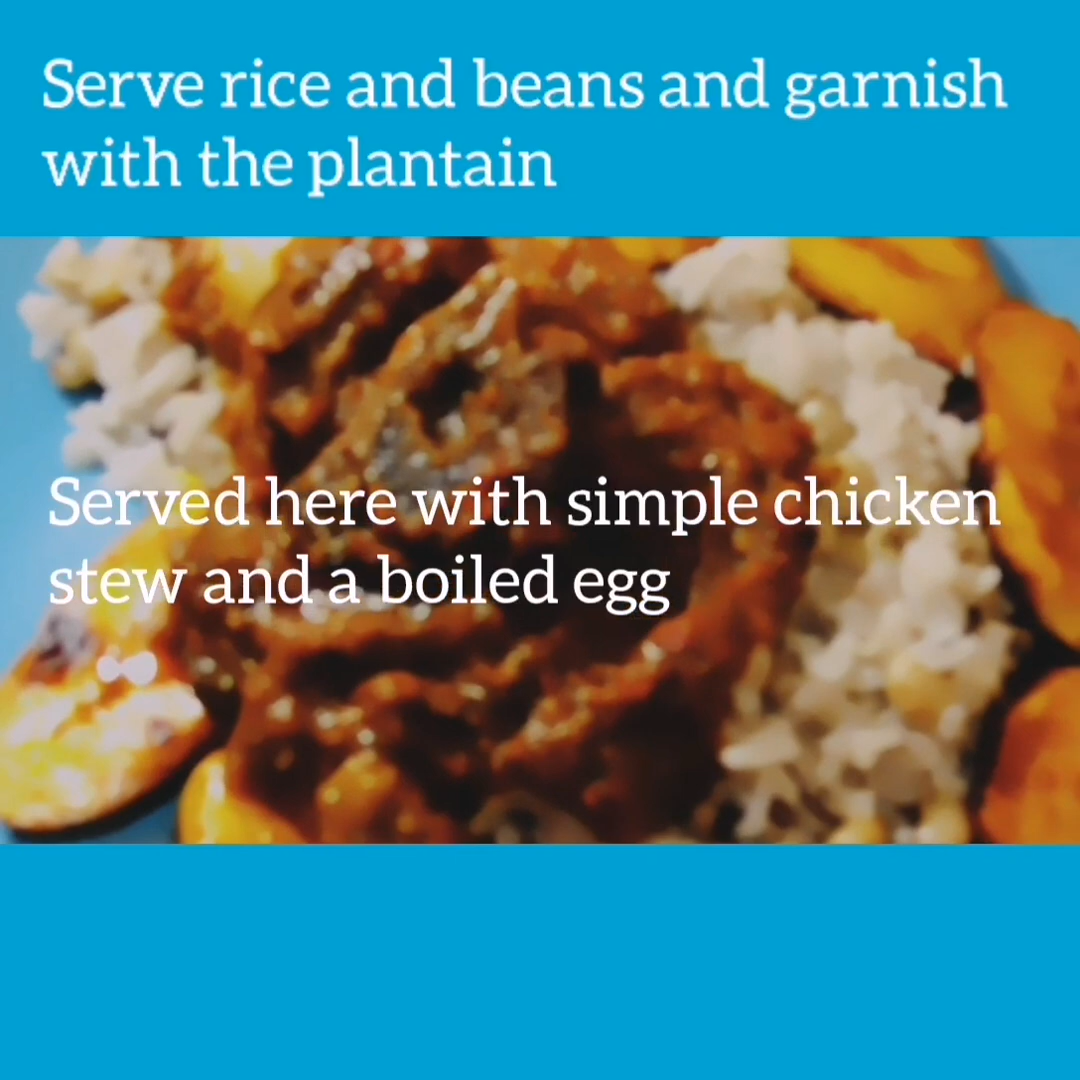 Serve rice and beans and garnish
with the plantain
Served here with simple chicken
stew and a boiled egg